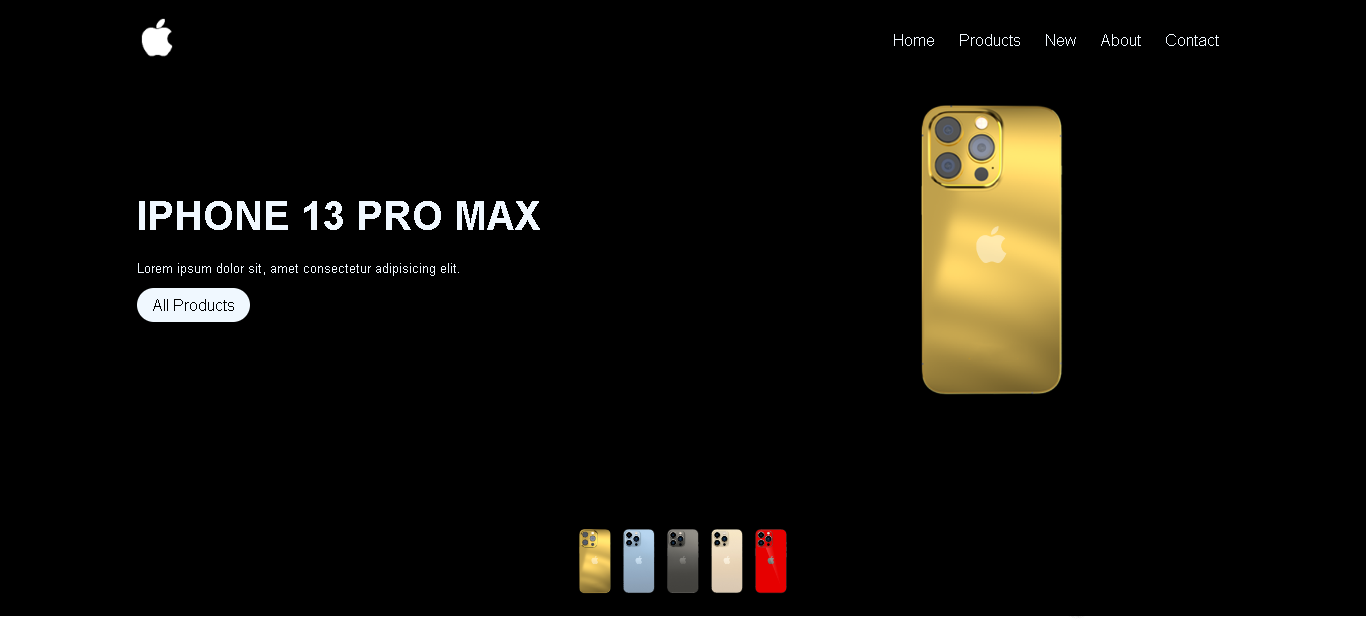 Home Products New About Contact
IPHONE 13 PRO MAX
Lorem ipsum dolor sit, amet consectetur adipisicing elit.
All Products